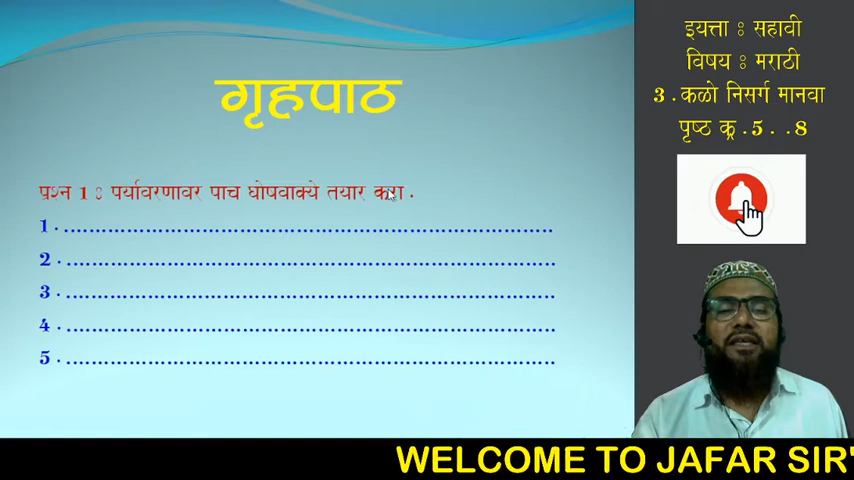 गृहपाठ
प्रश्न 1 : पर्यावरणावर पाच घोषवाक्ये तयार करा .
1 . ................................................................
2 . ................................................................
3 . ................................................................
4 . ................................................................
5 . ................................................................
इयत्ता : सहावी
विषय : मराठी
3 . कळो निसर्ग मानवा
पृष्ठ क्र .5 . .8
WELCOME TO JAFAR SIR'